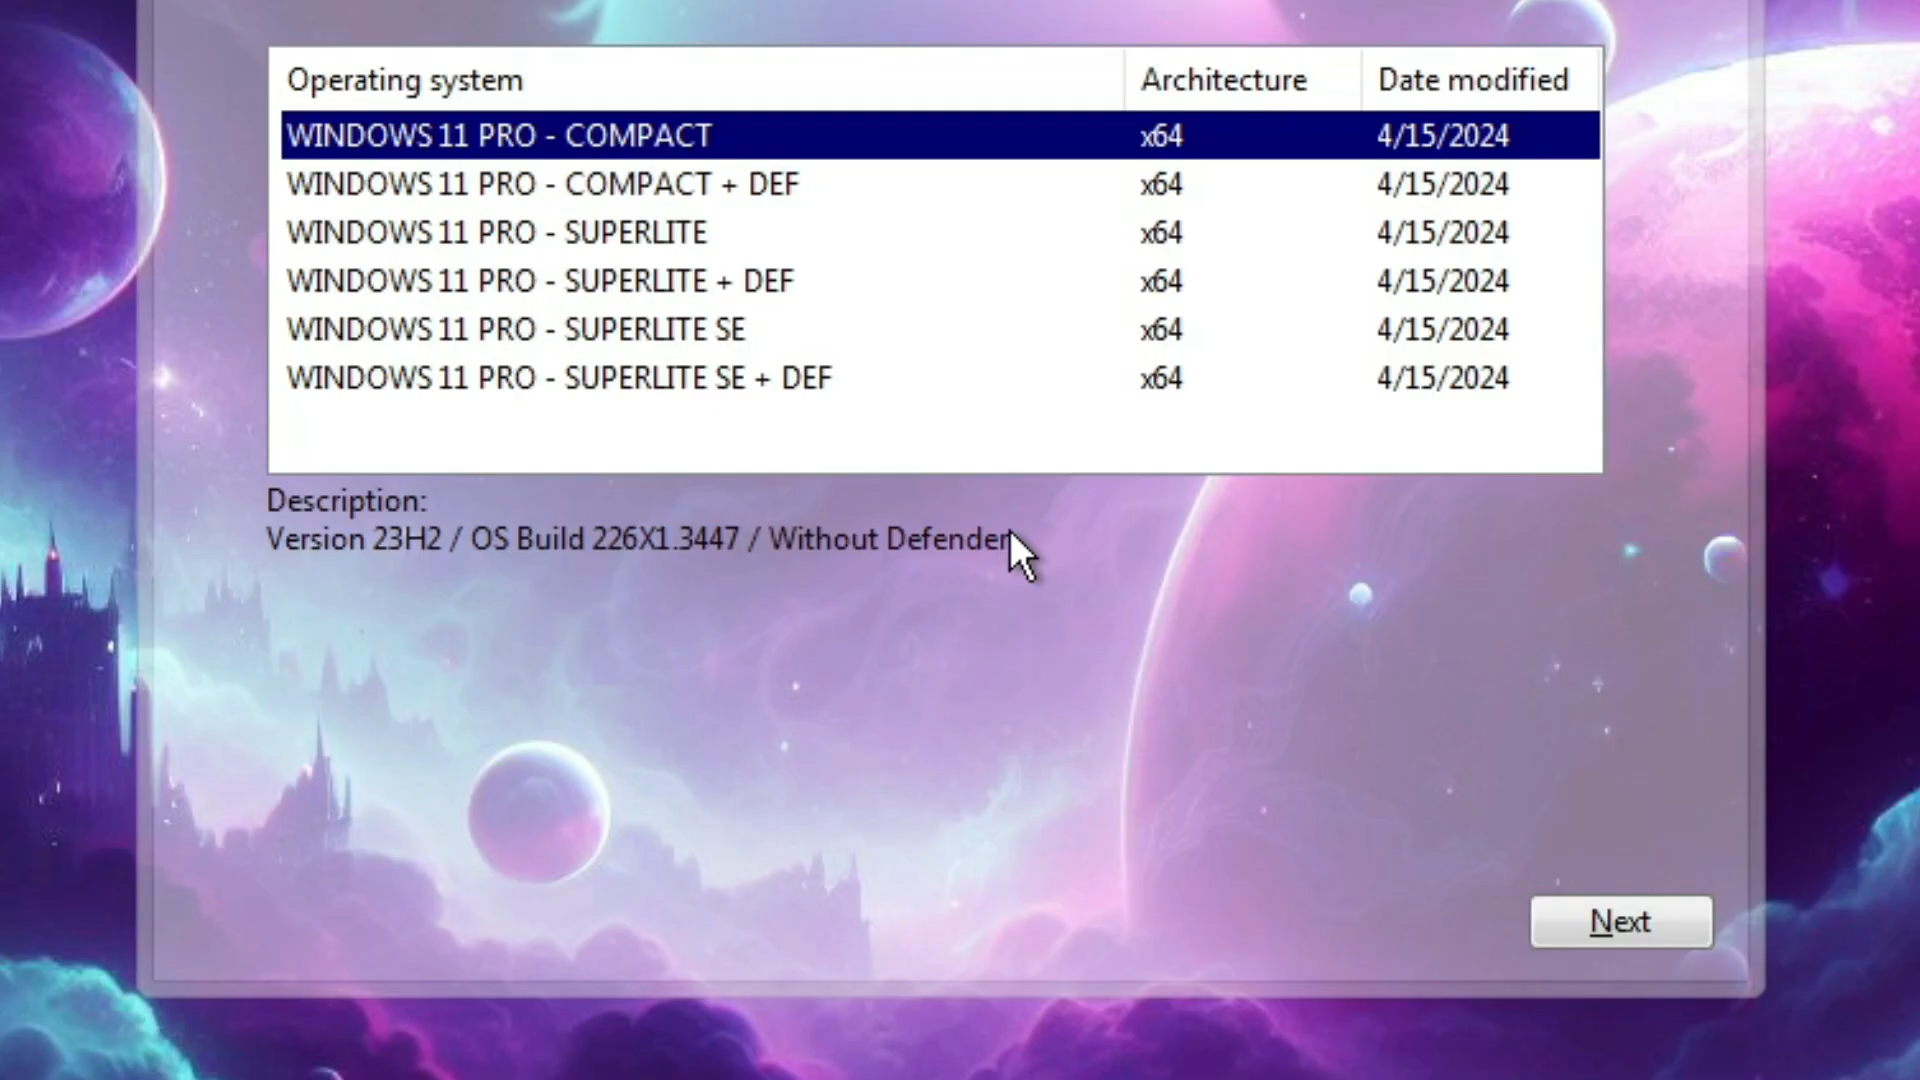 Operating system Architecture Date modified
WINDOWS 11 PRO - COMPACT x64 4/15/2024
WINDOWS 11 PRO - COMPACT + DEF x64 4/15/2024
WINDOWS 11 PRO - SUPERLITE x64 4/15/2024
WINDOWS 11 PRO - SUPERLITE + DEF x64 4/15/2024
WINDOWS 11 PRO - SUPERLITE SE x64 4/15/2024
WINDOWS 11 PRO - SUPERLITE SE + DEF x64 4/15/2024
Description:
Version 23H2 / OS Build 226X1.3447 / Without Defender
Next